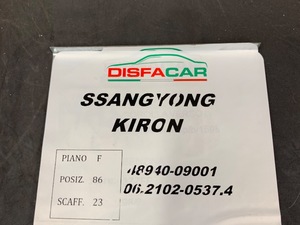 DISFACAR
SSANGYONG
KIRON
PIANO F
POSIZ. 86
SCAFF. 23
48940-09001
06.2102-0537.4